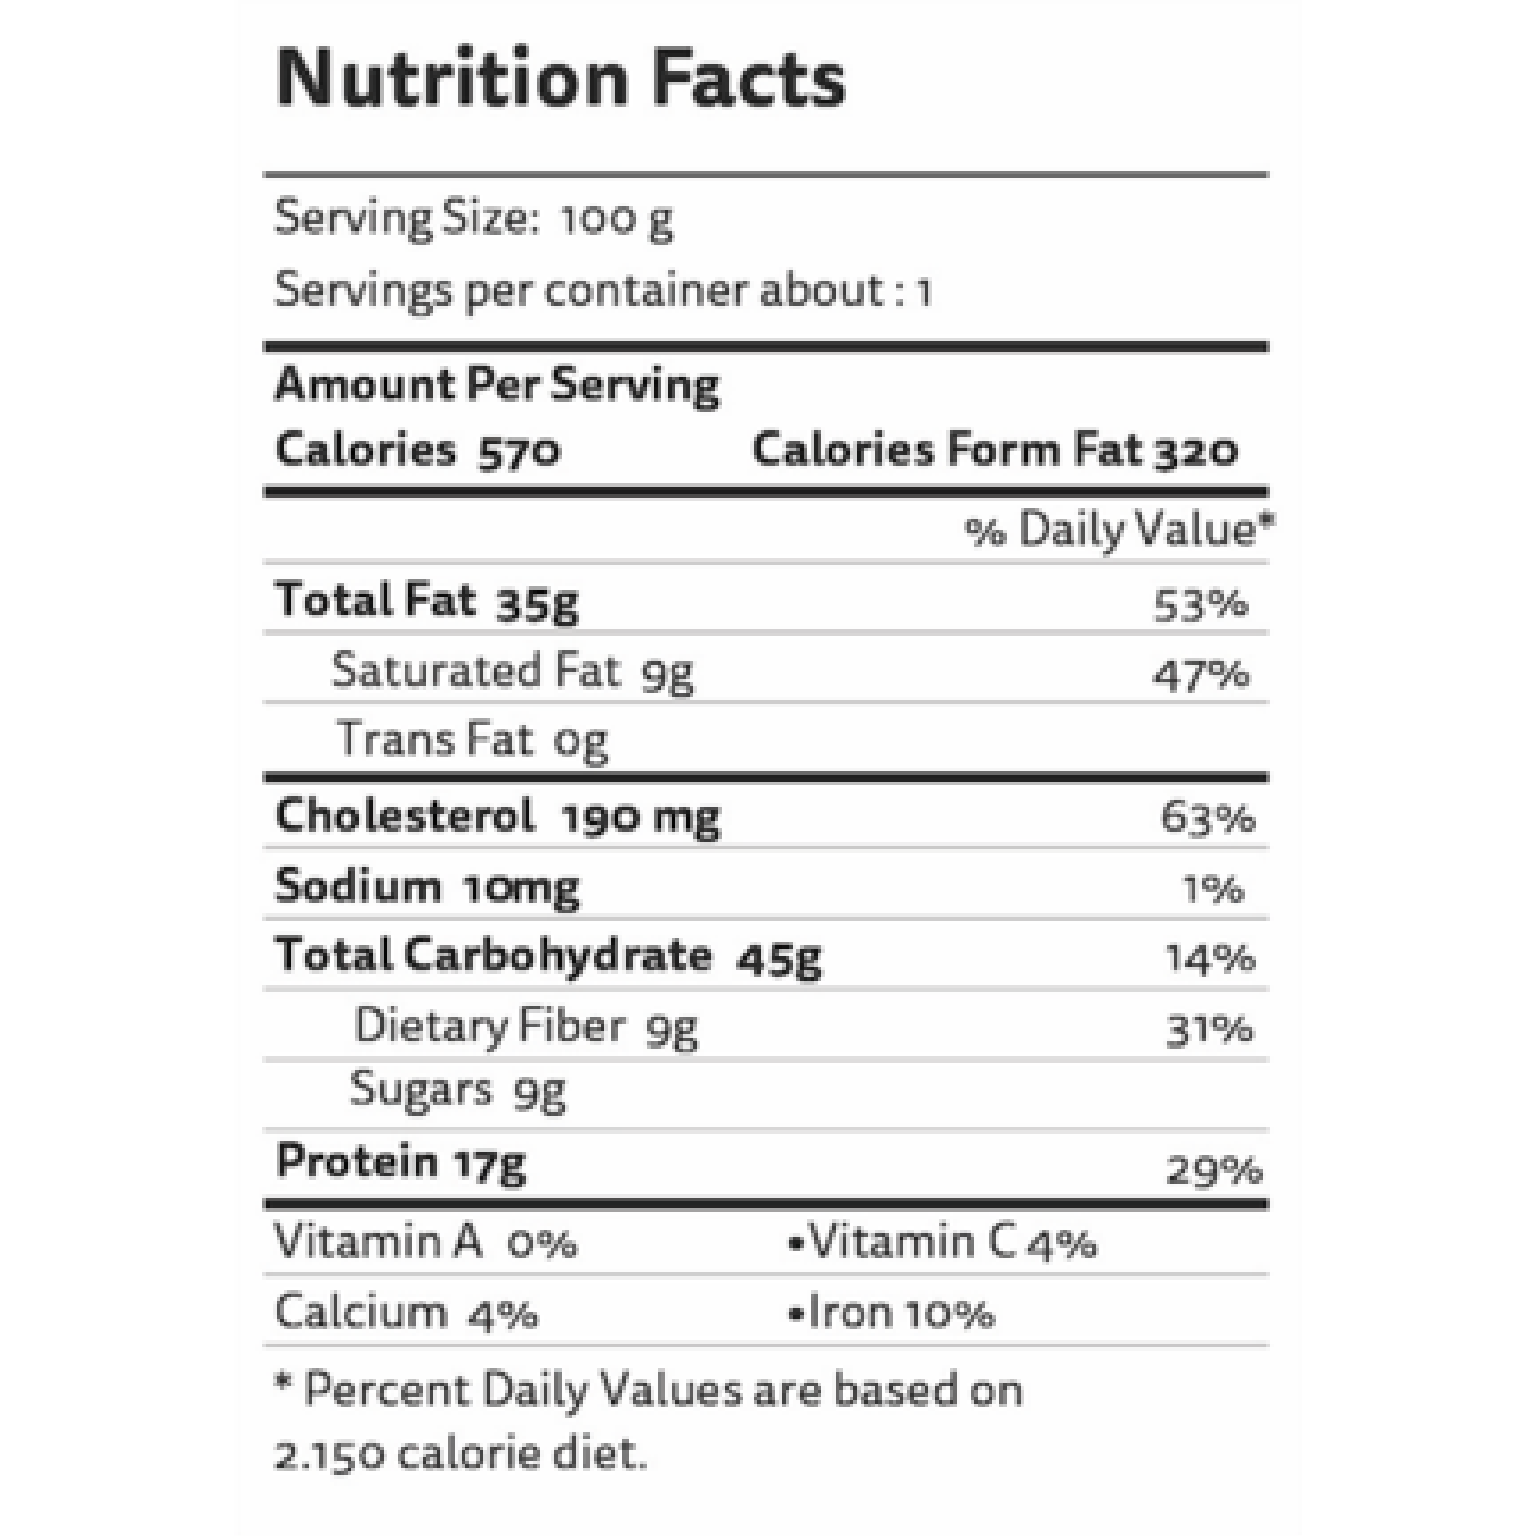 Nutrition Facts
Serving Size: 100 g
Servings per container about : 1
Amount Per Serving
Calories 570 Calories Form Fat 320
% Daily Value*
Total Fat 35g 53%
Saturated Fat 9g 47%
Trans Fat 0g
Cholesterol 190 mg 63%
Sodium 10mg 1%
Total Carbohydrate 45g 14%
Dietary Fiber 9g 31%
Sugars 9g
Protein 17g 29%
Vitamin A 0% •Vitamin C 4%
Calcium 4% •Iron 10%
* Percent Daily Values are based on
2.150 calorie diet.